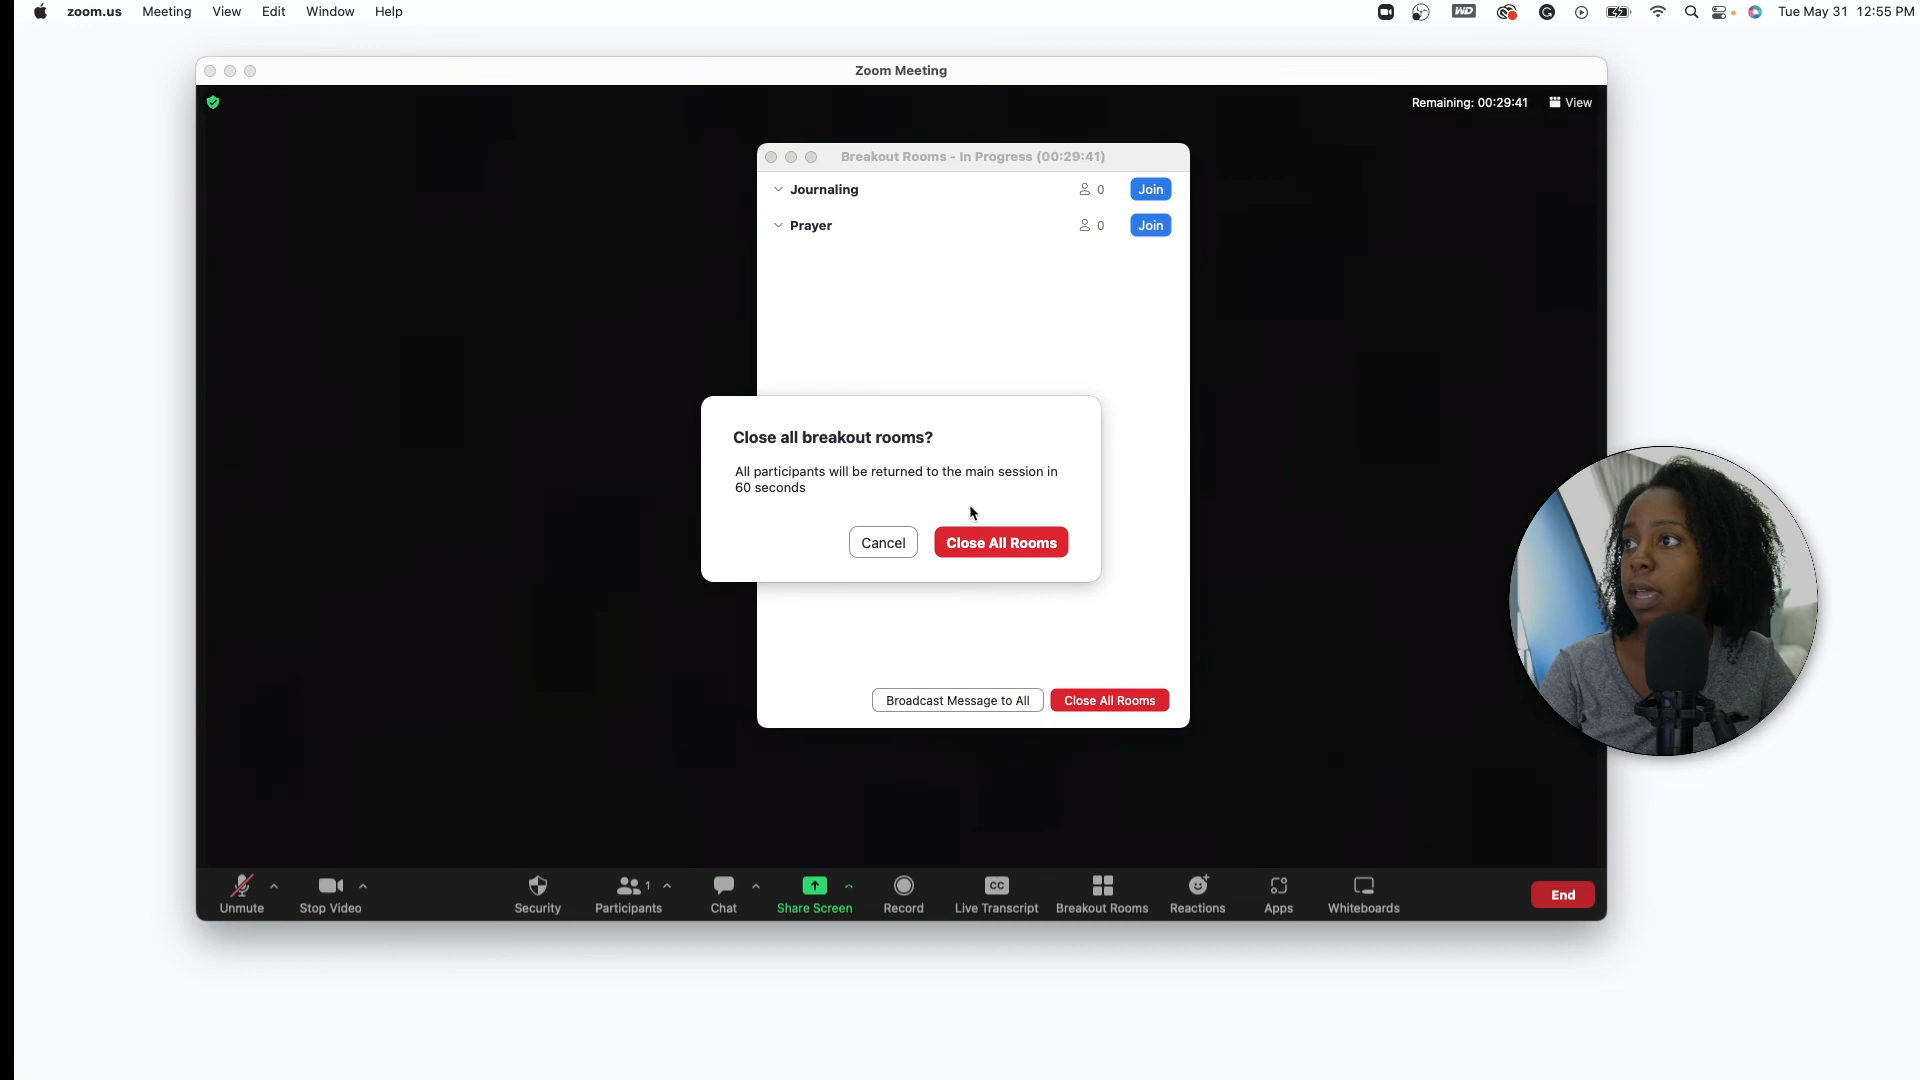 zoom.us Meeting View Edit Window Help WD Tue May 31 12:55 PM
Zoom Meeting
Remaining: 00:29:41 View
Breakout Rooms - In Progress (00:29:41)
Journaling 0 Join
Prayer 0 Join
Close all breakout rooms?
All participants will be returned to the main session in
60 seconds
Cancel Close All Rooms
Broadcast Message to All Close All Rooms
1 CC
Unmute Stop Video Security Participants Chat Share Screen Record Live Transcript Breakout Rooms Reactions Apps Whiteboards End